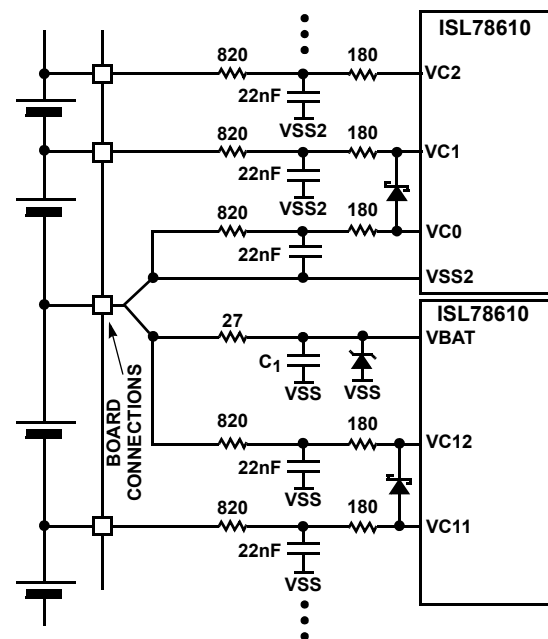 ISL78610
820
180
VC2
22nF
VSS2
820
180
VC1
22nF
VSS2
820
180
VC0
22nF
VSS2
ISL78610
27
VBAT
C1
VSS
VSS
BOARD
CONNECTIONS
820
180
VC12
22nF
VSS
820
180
VC11
22nF
VSS